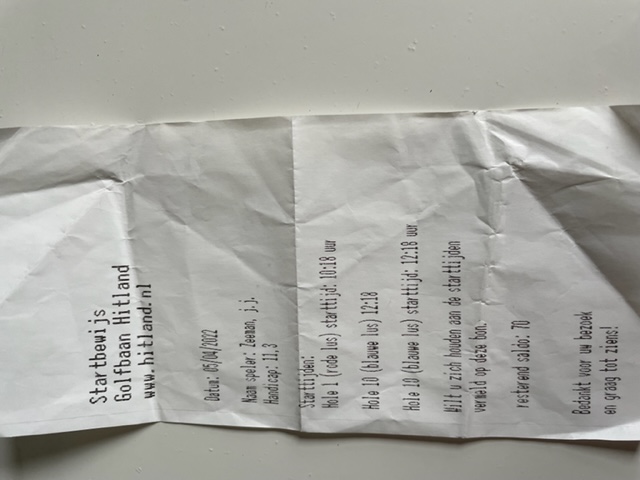 Startbewijs
Golfbaan Hitland
www.hitland.nl
Datum: 05/04/2022
Naam speler: Zeeman, j.j.
Handicap: 11,3
Starttijden:
Hole 1 (rode lus) starttijd: 10:18 uur
Hole 10 (blauwe lus) 12:18
Hole 10 (blauwe lus) starttijd: 12:18 uur
Wilt u zich houden aan de starttijden
vermeld op deze bon.
resterend saldo: 70
Bedankt voor uw bezoek
en graag tot ziens!